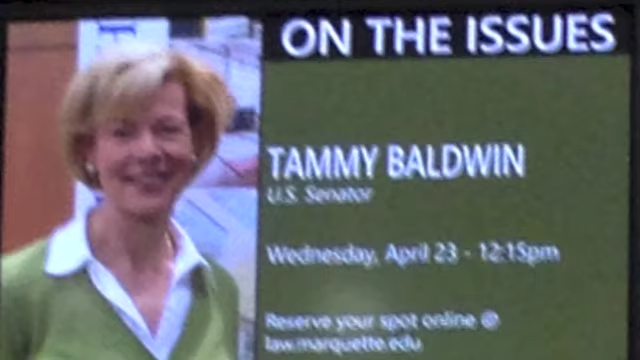 ON THE ISSUES
TAMMY BALDWIN
U.S. Senator
Wednesday, April 23 - 12:15pm
Reserve your spot online @
law.marquette.edu